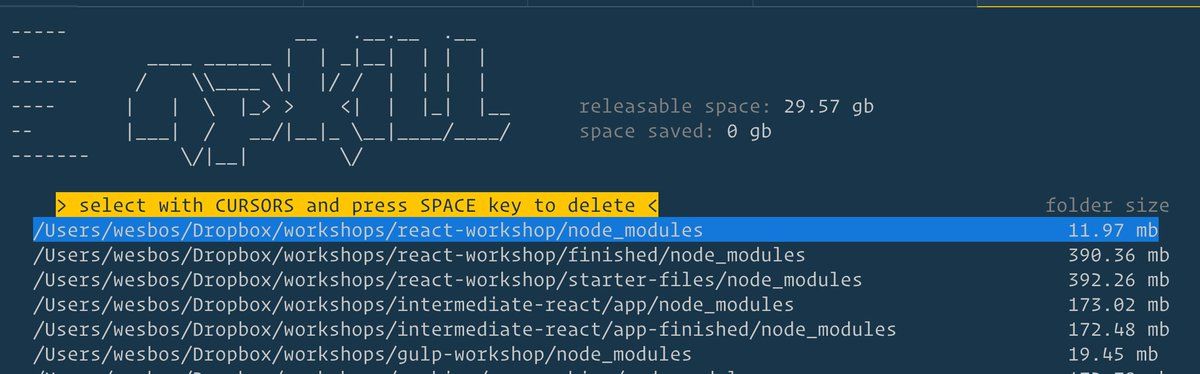 npkill
releasable space: 29.57 gb
space saved: 0 gb
> select with CURSORS and press SPACE key to delete < folder size
/Users/wesbos/Dropbox/workshops/react-workshop/node_modules 11.97 mb
/Users/wesbos/Dropbox/workshops/react-workshop/finished/node_modules 390.36 mb
/Users/wesbos/Dropbox/workshops/react-workshop/starter-files/node_modules 392.26 mb
/Users/wesbos/Dropbox/workshops/intermediate-react/app/node_modules 173.02 mb
/Users/wesbos/Dropbox/workshops/intermediate-react/app-finished/node_modules 172.48 mb
/Users/wesbos/Dropbox/workshops/gulp-workshop/node_modules 19.45 mb